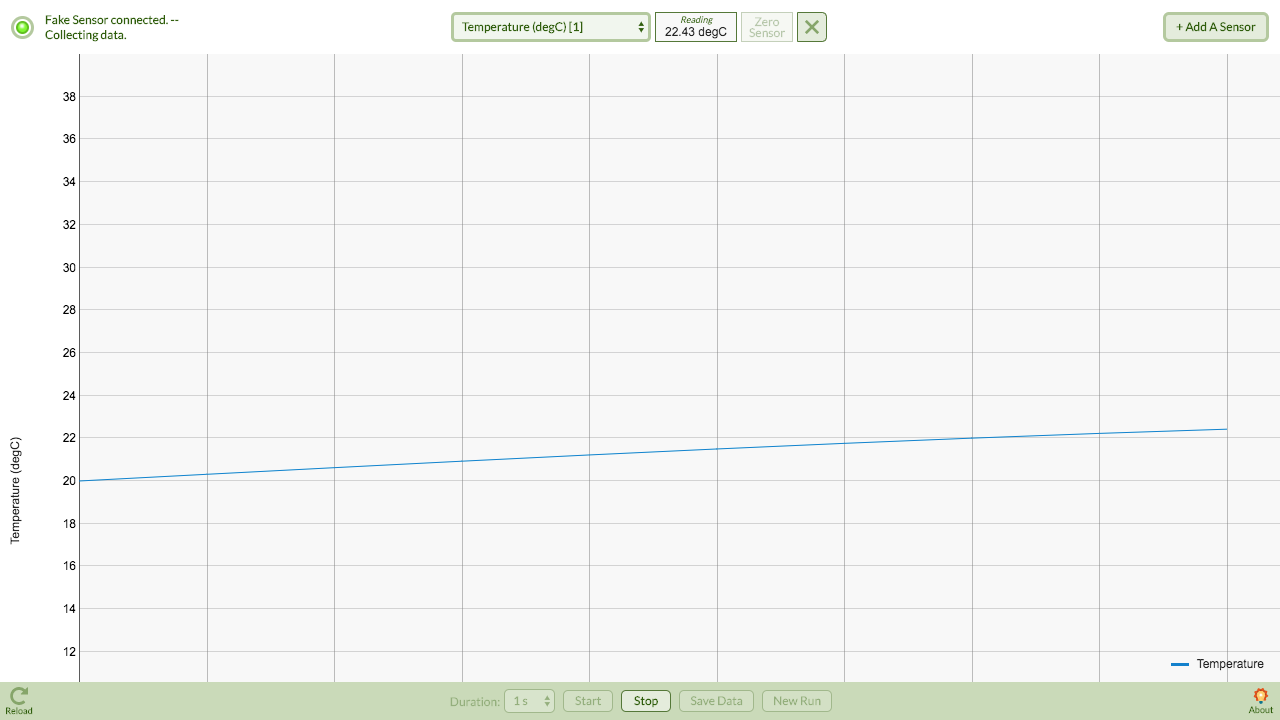 Fake Sensor connected. --
Collecting data.
Temperature (degC) [1]
Reading
22.43 degC
Zero
Sensor
+ Add A Sensor
38
36
34
32
30
28
26
24
22
20
18
16
14
12
Temperature (degC)
Temperature
Reload
Duration:
1 s
Start
Stop
Save Data
New Run
About